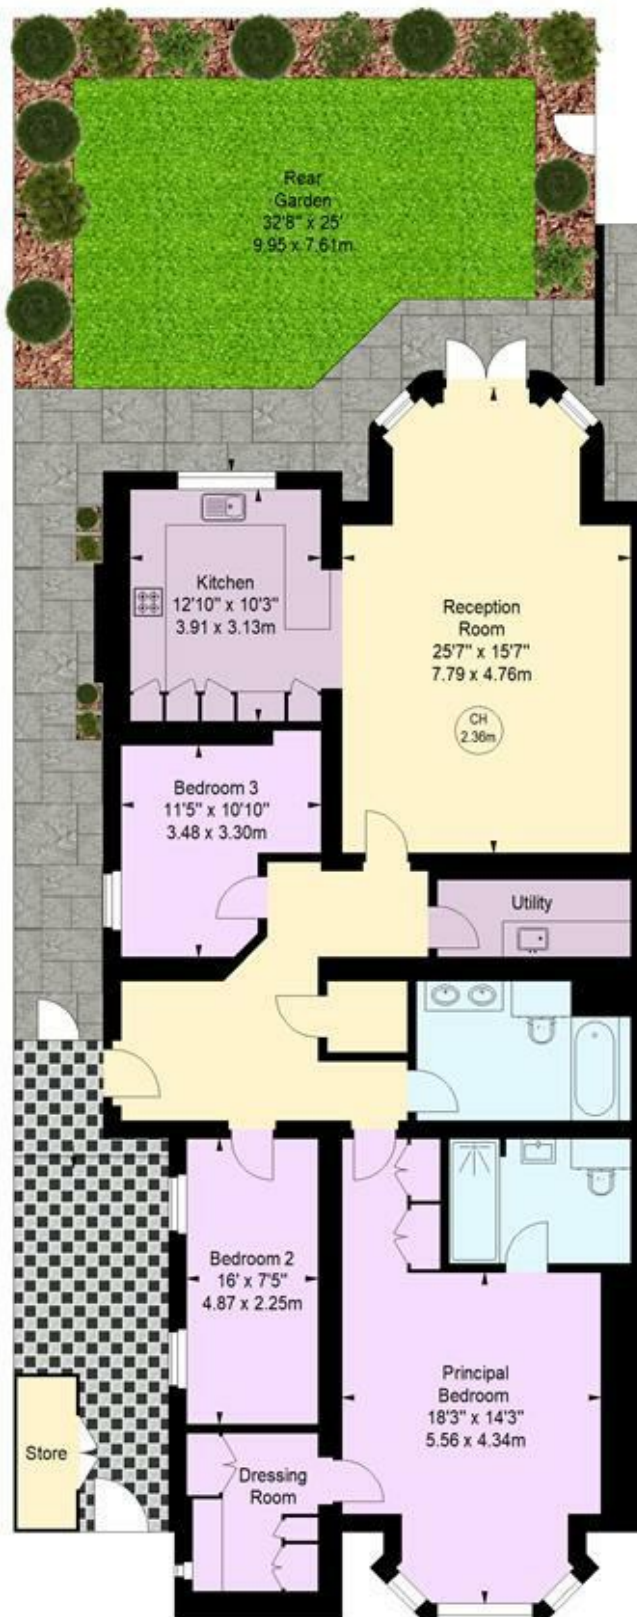 Rear
Garden
32'8" x 25'
9.95 x 7.61m
Kitchen
12'10" x 10'3"
3.91 x 3.13m
Reception
Room
25'7" x 15'7"
7.79 x 4.76m
CH
2.36m
Bedroom 3
11'5" x 10'10"
3.48 x 3.30m
Utility
Bedroom 2
16' x 7'5"
4.87 x 2.25m
Principal
Bedroom
18'3" x 14'3"
5.56 x 4.34m
Store
Dressing
Room